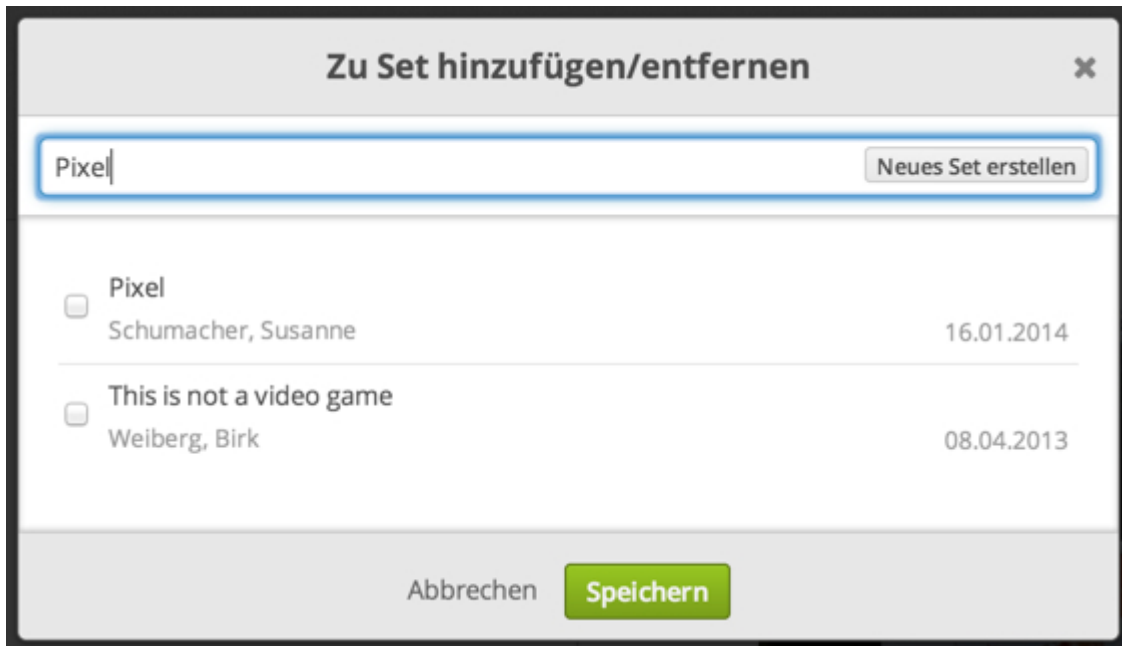 Zu Set hinzufügen/entfernen
Pixel
Neues Set erstellen
Pixel
Schumacher, Susanne
16.01.2014
This is not a video game
Weiberg, Birk
08.04.2013
Abbrechen
Speichern